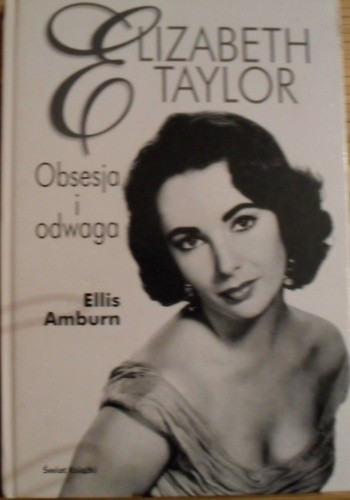 ELIZABETH
TAYLOR
Obsesja
i
odwaga
Ellis
Amburn
Świat Książki